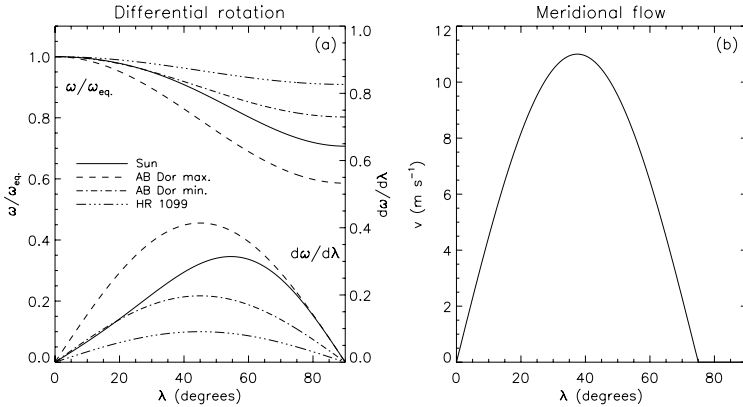 Differential rotation
(a)
ω/ω_eq.
1.0
0.8
0.6
0.4
0.2
0.0
ω/ω_eq.
Sun
AB Dor max.
AB Dor min.
HR 1099
dω/dλ
1.0
0.8
0.6
0.4
0.2
0.0
dω/dλ
0 20 40 60 80
λ (degrees)
Meridional flow
(b)
12
10
8
6
4
2
0
v (m s⁻¹)
0 20 40 60 80
λ (degrees)